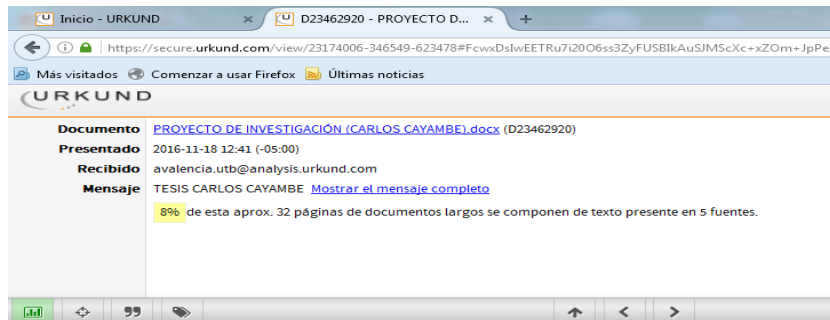 Inicio - URKUND
D23462920 - PROYECTO D...
https://secure.urkund.com/view/23174006-346549-623478#FcwxDsIwEETRu7i20O6ss3ZyFUSBIkAuSJMScXc+xZOm+JpPe
Más visitados Comenzar a usar Firefox Últimas noticias
URKUND
Documento PROYECTO DE INVESTIGACIÓN (CARLOS CAYAMBE).docx (D23462920)
Presentado 2016-11-18 12:41 (-05:00)
Recibido avalencia.utb@analysis.urkund.com
Mensaje TESIS CARLOS CAYAMBE Mostrar el mensaje completo
8% de esta aprox. 32 páginas de documentos largos se componen de texto presente en 5 fuentes.